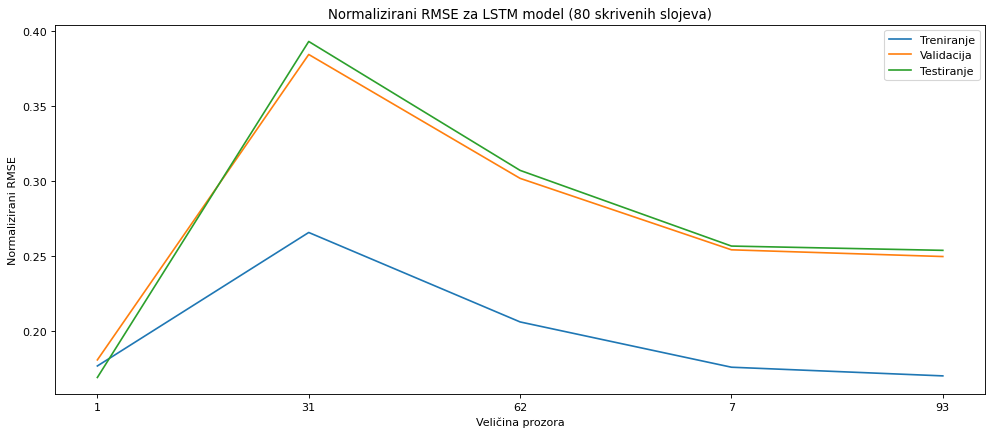 Normalizirani RMSE za LSTM model (80 skrivenih slojeva)
Treniranje
Validacija
Testiranje
Normalizirani RMSE
0.40
0.35
0.30
0.25
0.20
1 31 62 7 93
Veličina prozora